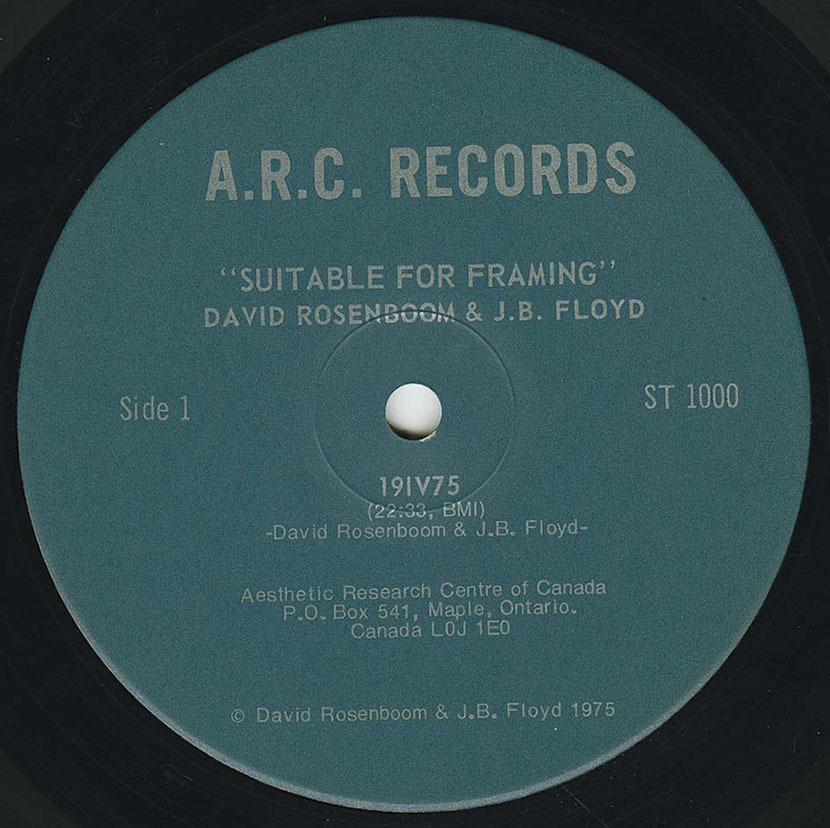 A.R.C. RECORDS
"SUITABLE FOR FRAMING"
DAVID ROSENBOOM & J.B. FLOYD
Side 1
ST 1000
19IV75
(22:33, BMI)
-David Rosenboom & J.B. Floyd-
Aesthetic Research Centre of Canada
P.O. Box 541, Maple, Ontario.
Canada L0J 1E0
© David Rosenboom & J.B. Floyd 1975